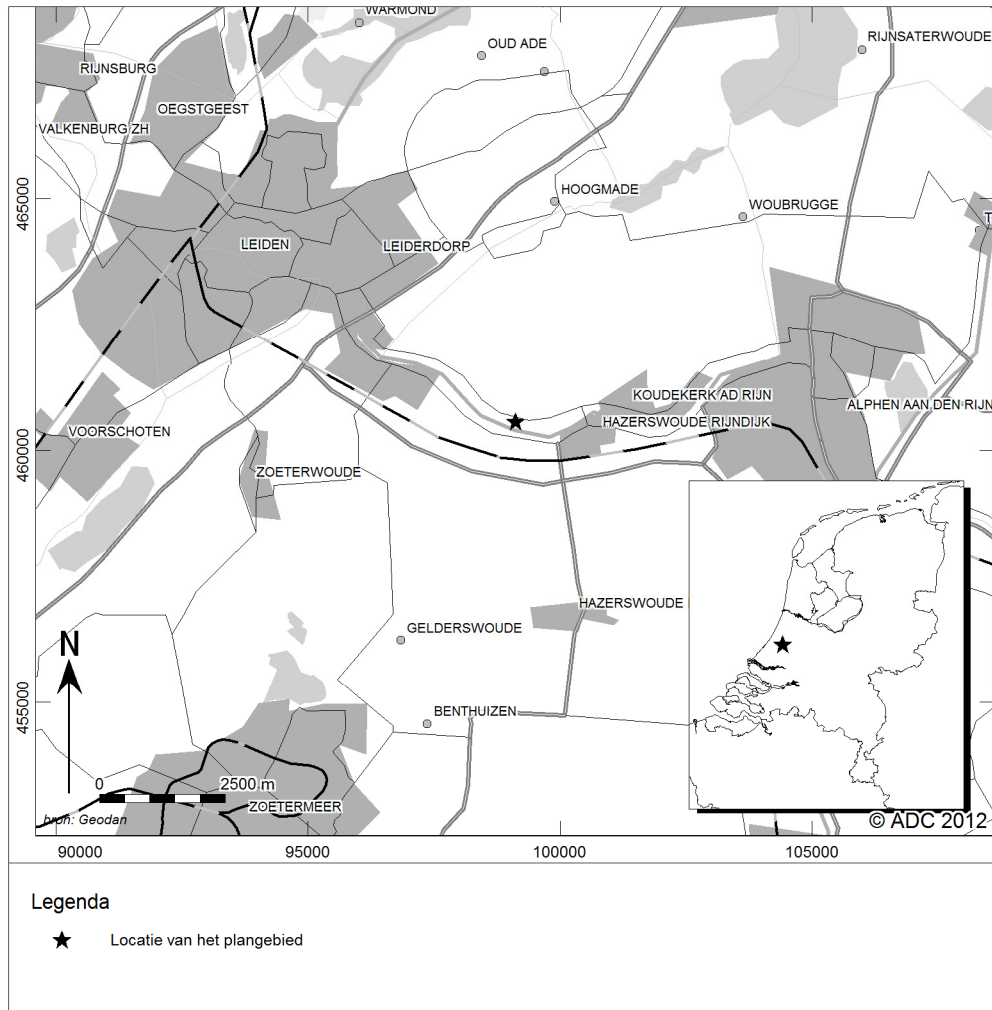 WARMOND
RIJNSATERWOUDE
OUD ADE
RIJNSBURG
OEGSTGEEST
VALKENBURG ZH
HOOGMADE
WOUBRUGGE
T
465000
LEIDEN
LEIDERDORP
KOUDEKERK AD RIJN
ALPHEN AAN DEN RIJN
HAZERSWOUDE RIJNDIJK
VOORSCHOTEN
460000
ZOETERWOUDE
HAZERSWOUDE
GELDERSWOUDE
N
BENTHUIZEN
455000
0 2500 m
ZOETERMEER
bron: Geodan
© ADC 2012
90000 95000 100000 105000
Legenda
Locatie van het plangebied